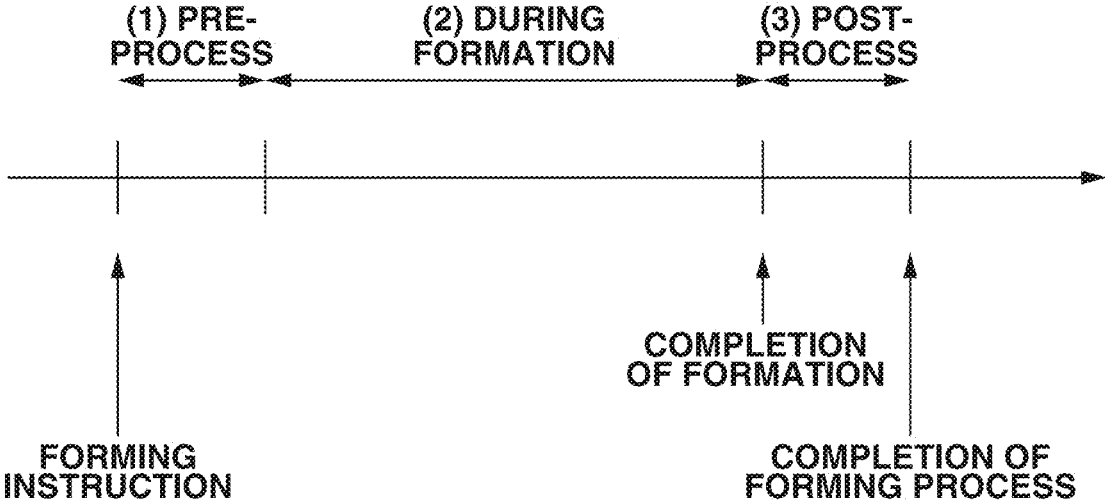 (1) PRE-
PROCESS
(2) DURING
FORMATION
(3) POST-
PROCESS
COMPLETION
OF FORMATION
FORMING
INSTRUCTION
COMPLETION OF
FORMING PROCESS